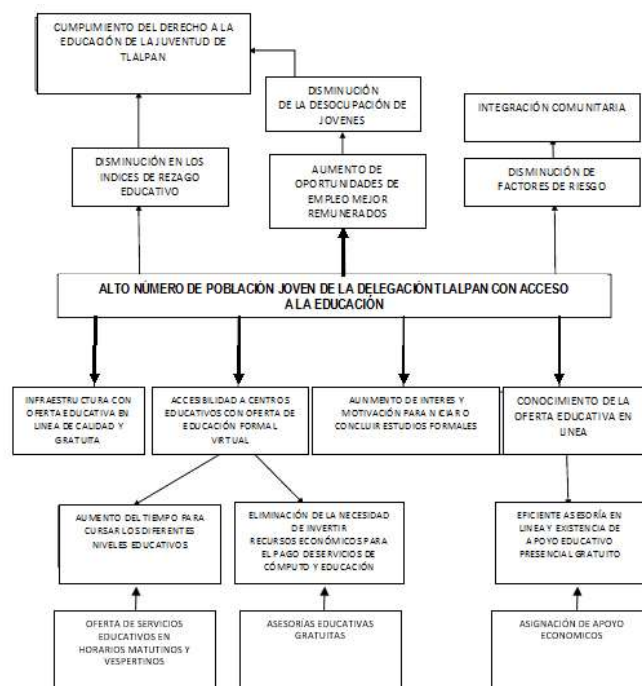 CUMPLIMIENTO DEL DERECHO A LA
EDUCACIÓN DE LA JUVENTUD DE
TLALPAN
DISMINUCIÓN
DE LA DESOCUPACIÓN DE
JOVENES
INTEGRACIÓN COMUNITARIA
DISMINUCIÓN EN LOS
INDICES DE REZAGO
EDUCATIVO
AUMENTO DE
OPORTUNIDADES DE
EMPLEO MEJOR
REMUNERADOS
DISMINUCIÓN DE
FACTORES DE RIESGO
ALTO NÚMERO DE POBLACIÓN JOVEN DE LA DELEGACIÓN TLALPAN CON ACCESO
A LA EDUCACIÓN
INFRAESTRUCTURA CON
OFERTA EDUCATIVA EN
LINEA DE CALIDAD Y
GRATUITA
ACCESIBILIDAD A CENTROS
EDUCATIVOS CON OFERTA DE
EDUCACIÓN FORMAL
VIRTUAL
AUNMENTO DE INTERES Y
MOTIVACIÓN PARA NICIAR O
CONCLUIR ESTUDIOS FORMALES
CONOCIMIENTO DE LA
OFERTA EDUCATIVA EN
LINEA
AUMENTO DEL TIEMPO PARA
CURSAR LOS DIFERENTES
NIVELES EDUCATIVOS
ELIMINACIÓN DE LA NECESIDAD
DE INVERTIR
RECURSOS ECONÓMICOS PARA
EL PAGO DE SERVICIOS DE
CÓMPUTO Y EDUCACIÓN
EFICIENTE ASESORÍA EN
LINEA Y EXISTENCIA DE
APOYO EDUCATIVO
PRESENCIAL GRATUITO
OFERTA DE SERVICIOS
EDUCATIVOS EN
HORARIOS MATUTINOS Y
VESPERTINOS
ASESORÍAS EDUCATIVAS
GRATUITAS
ASIGNACIÓN DE APOYO
ECONOMICOS